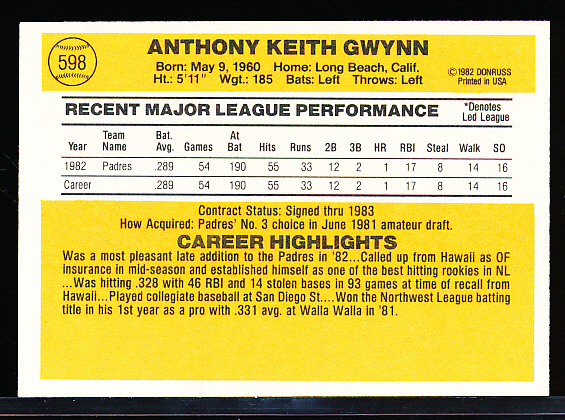 598
ANTHONY KEITH GWYNN
Born: May 9, 1960 Home: Long Beach, Calif.
Ht.: 5'11" Wgt.: 185 Bats: Left Throws: Left
©1982 DONRUSS
Printed in USA
RECENT MAJOR LEAGUE PERFORMANCE
*Denotes
Led League
Year Team Name Bat. Avg. Games At Bat Hits Runs 2B 3B HR RBI Steal Walk SO
1982 Padres .289 54 190 55 33 12 2 1 17 8 14 16
Career .289 54 190 55 33 12 2 1 17 8 14 16
Contract Status: Signed thru 1983
How Acquired: Padres' No. 3 choice in June 1981 amateur draft.
CAREER HIGHLIGHTS
Was a most pleasant late addition to the Padres in '82...Called up from Hawaii as OF
insurance in mid-season and established himself as one of the best hitting rookies in NL
...Was hitting .328 with 46 RBI and 14 stolen bases in 93 games at time of recall from
Hawaii...Played collegiate baseball at San Diego St....Won the Northwest League batting
title in his 1st year as a pro with .331 avg. at Walla Walla in '81.